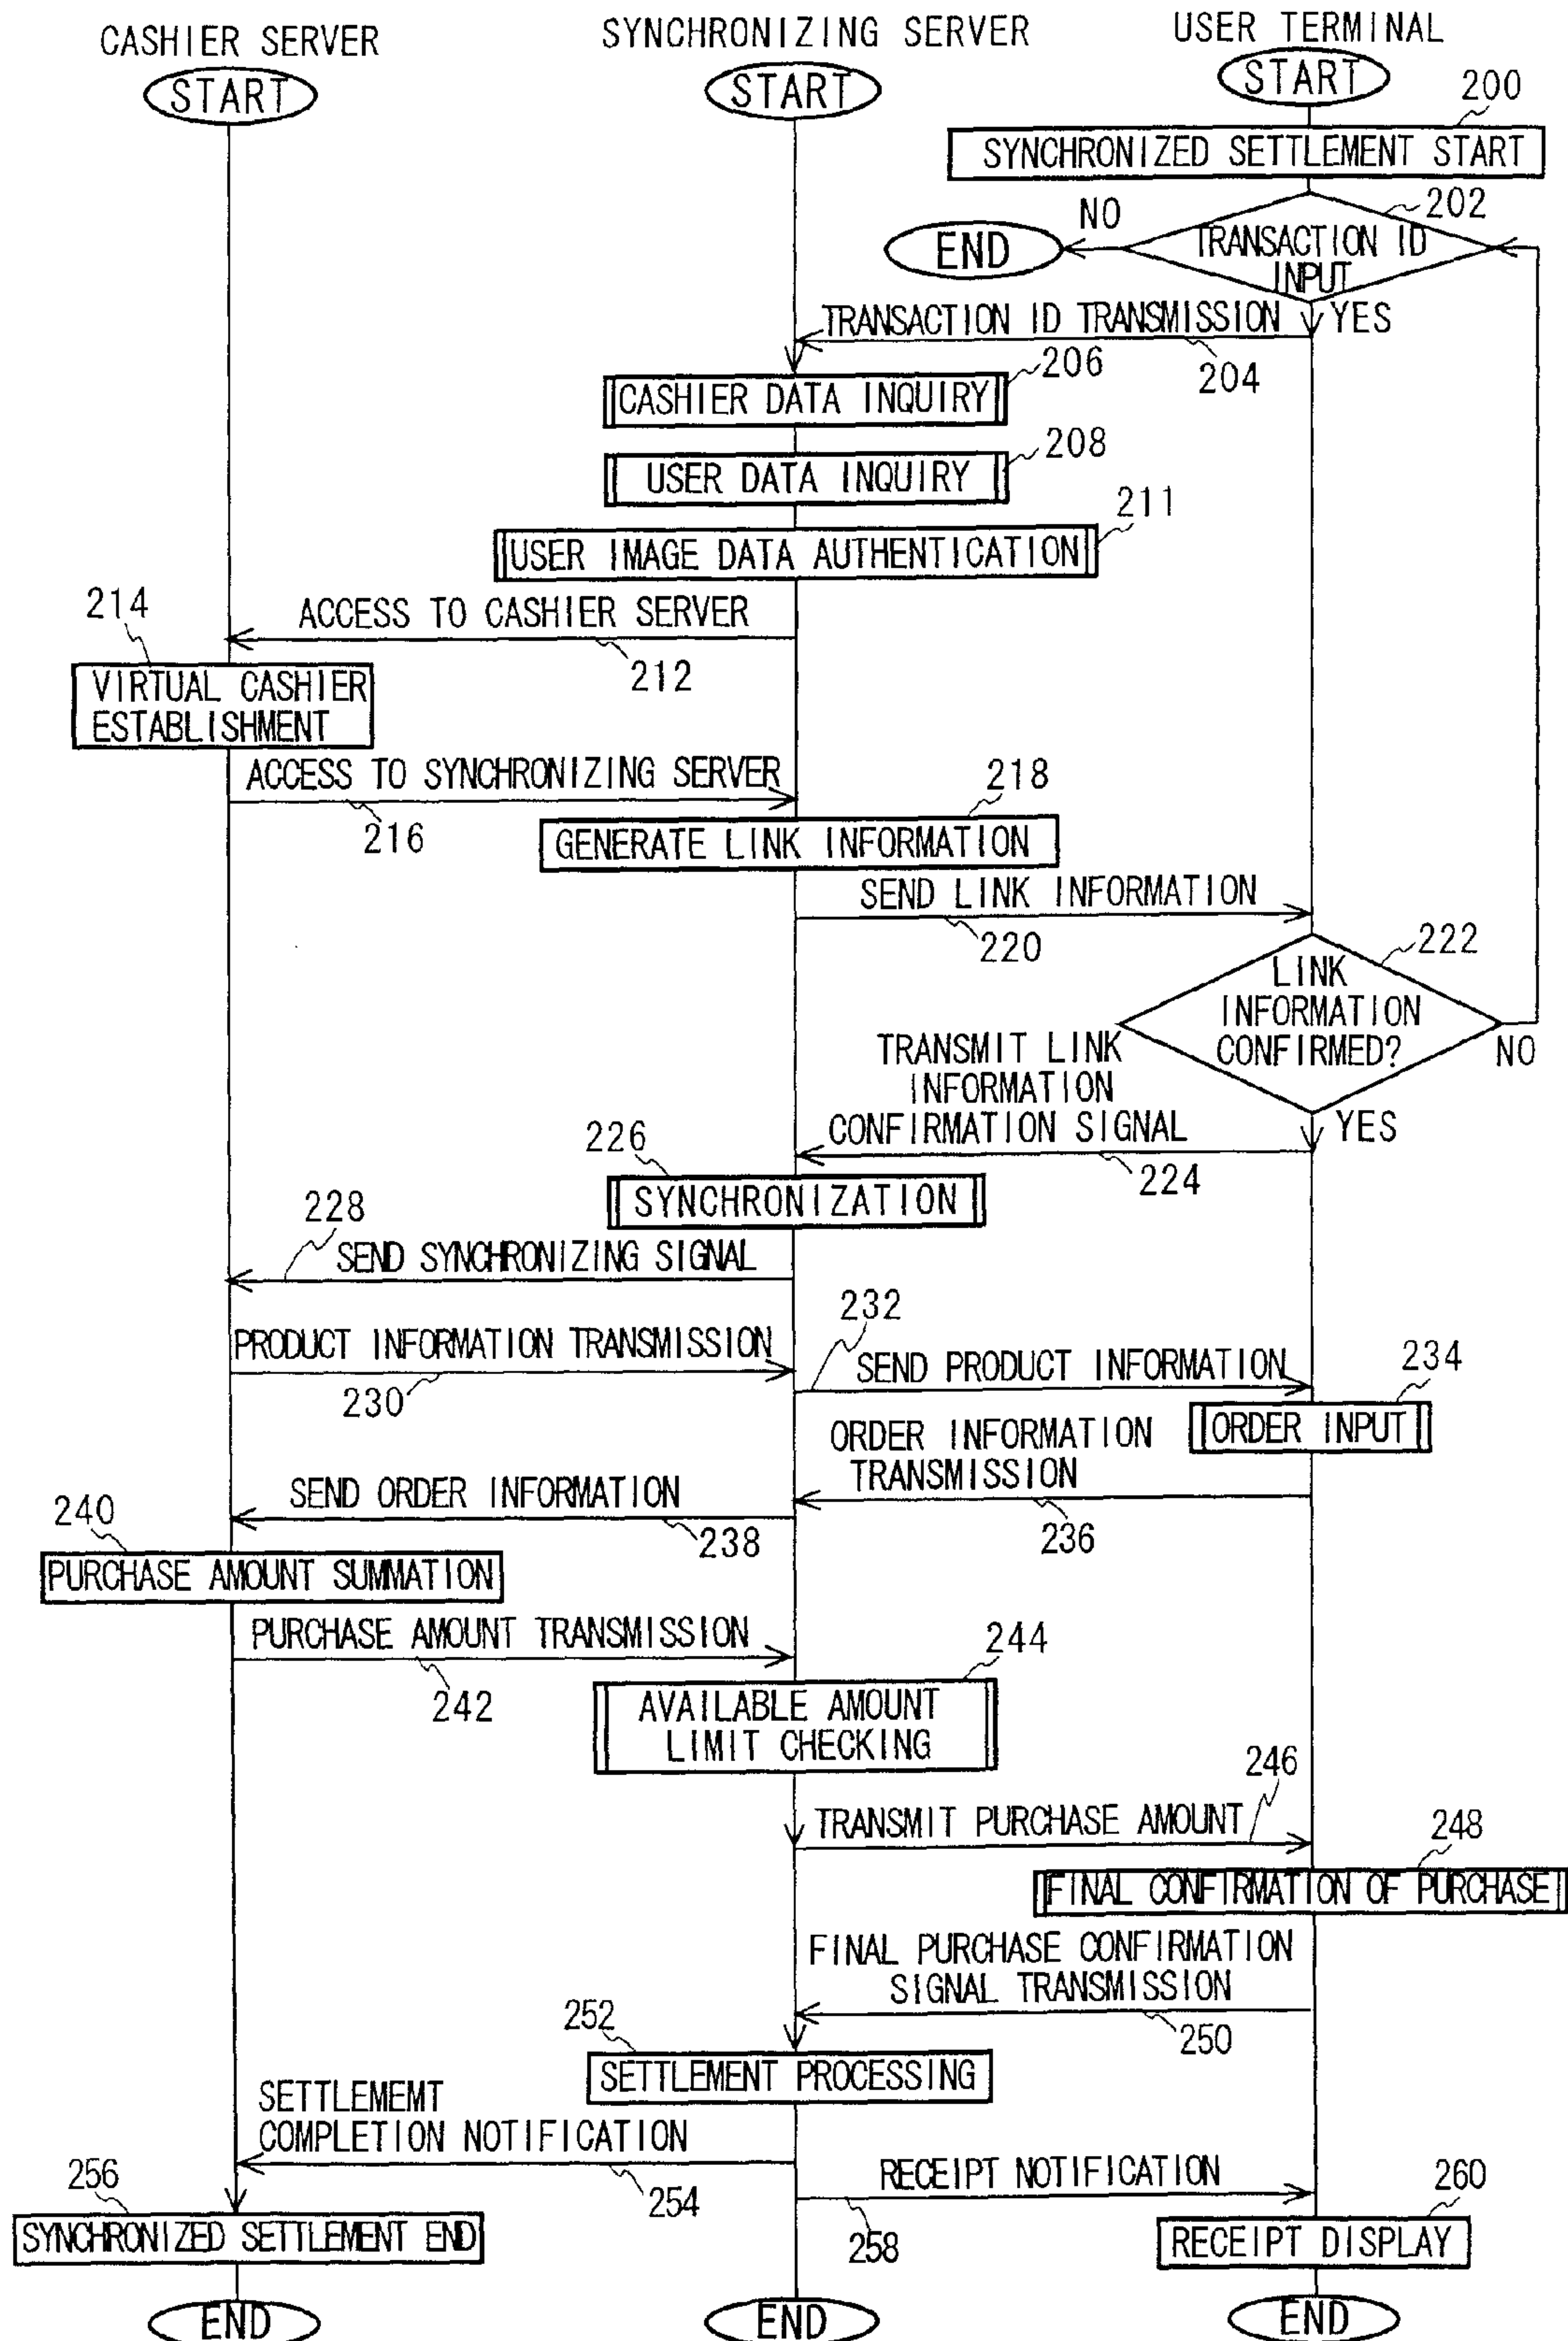 CASHIER SERVER
SYNCHRONIZING SERVER
USER TERMINAL
START
START
START
200
SYNCHRONIZED SETTLEMENT START
202
NO
END
TRANSACTION ID
INPUT
TRANSACTION ID TRANSMISSION
YES
204
206
CASHIER DATA INQUIRY
208
USER DATA INQUIRY
211
USER IMAGE DATA AUTHENTICATION
214
ACCESS TO CASHIER SERVER
212
VIRTUAL CASHIER
ESTABLISHMENT
ACCESS TO SYNCHRONIZING SERVER
216
218
GENERATE LINK INFORMATION
SEND LINK INFORMATION
220
222
LINK
INFORMATION
CONFIRMED?
NO
TRANSMIT LINK
INFORMATION
CONFIRMATION SIGNAL
YES
224
226
SYNCHRONIZATION
228
SEND SYNCHRONIZING SIGNAL
PRODUCT INFORMATION TRANSMISSION
230
232
SEND PRODUCT INFORMATION
234
ORDER INPUT
ORDER INFORMATION
TRANSMISSION
236
SEND ORDER INFORMATION
238
240
PURCHASE AMOUNT SUMMATION
PURCHASE AMOUNT TRANSMISSION
242
244
AVAILABLE AMOUNT
LIMIT CHECKING
246
TRANSMIT PURCHASE AMOUNT
248
FINAL CONFIRMATION OF PURCHASE
FINAL PURCHASE CONFIRMATION
SIGNAL TRANSMISSION
250
252
SETTLEMENT PROCESSING
SETTLEMEMT
COMPLETION NOTIFICATION
254
256
SYNCHRONIZED SETTLEMENT END
RECEIPT NOTIFICATION
258
260
RECEIPT DISPLAY
END
END
END